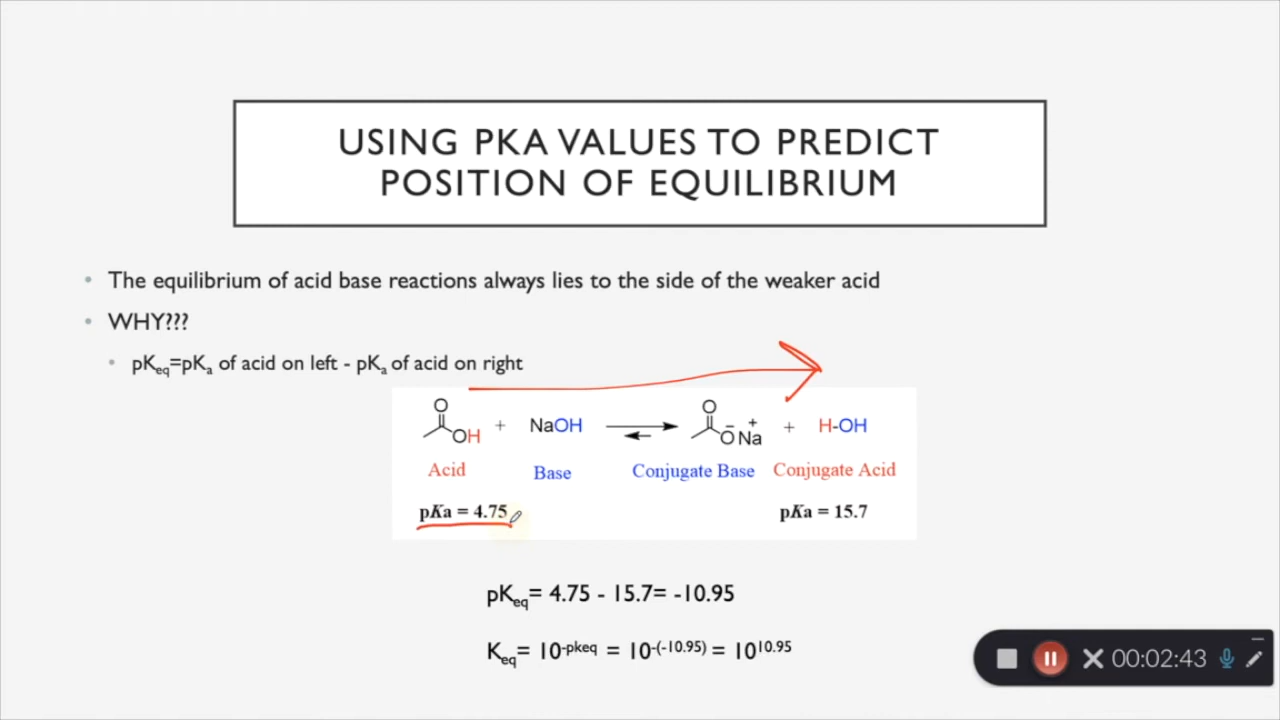 USING PKA VALUES TO PREDICT
POSITION OF EQUILIBRIUM
• The equilibrium of acid base reactions always lies to the side of the weaker acid
• WHY???
• pKeq=pKa of acid on left - pKa of acid on right
O O
OH + NaOH O⁻ Na⁺ + H-OH
Acid Base Conjugate Base Conjugate Acid
pKa = 4.75 pKa = 15.7
pKeq= 4.75 - 15.7= -10.95
Keq= 10^-pkeq = 10^-(-10.95) = 10^10.95
00:02:43